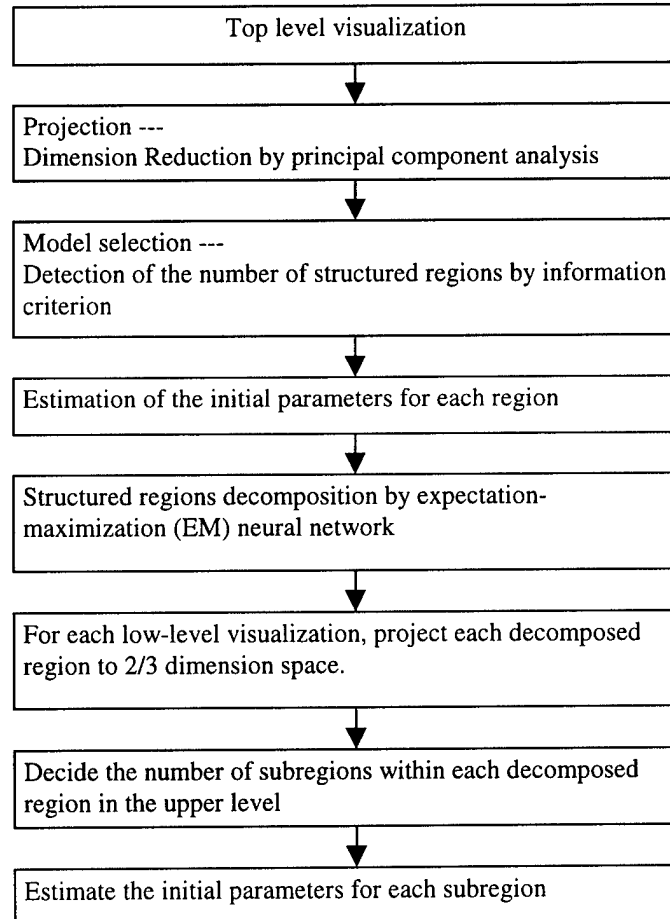 Top level visualization
Projection ---
Dimension Reduction by principal component analysis
Model selection ---
Detection of the number of structured regions by information
criterion
Estimation of the initial parameters for each region
Structured regions decomposition by expectation-
maximization (EM) neural network
For each low-level visualization, project each decomposed
region to 2/3 dimension space.
Decide the number of subregions within each decomposed
region in the upper level
Estimate the initial parameters for each subregion